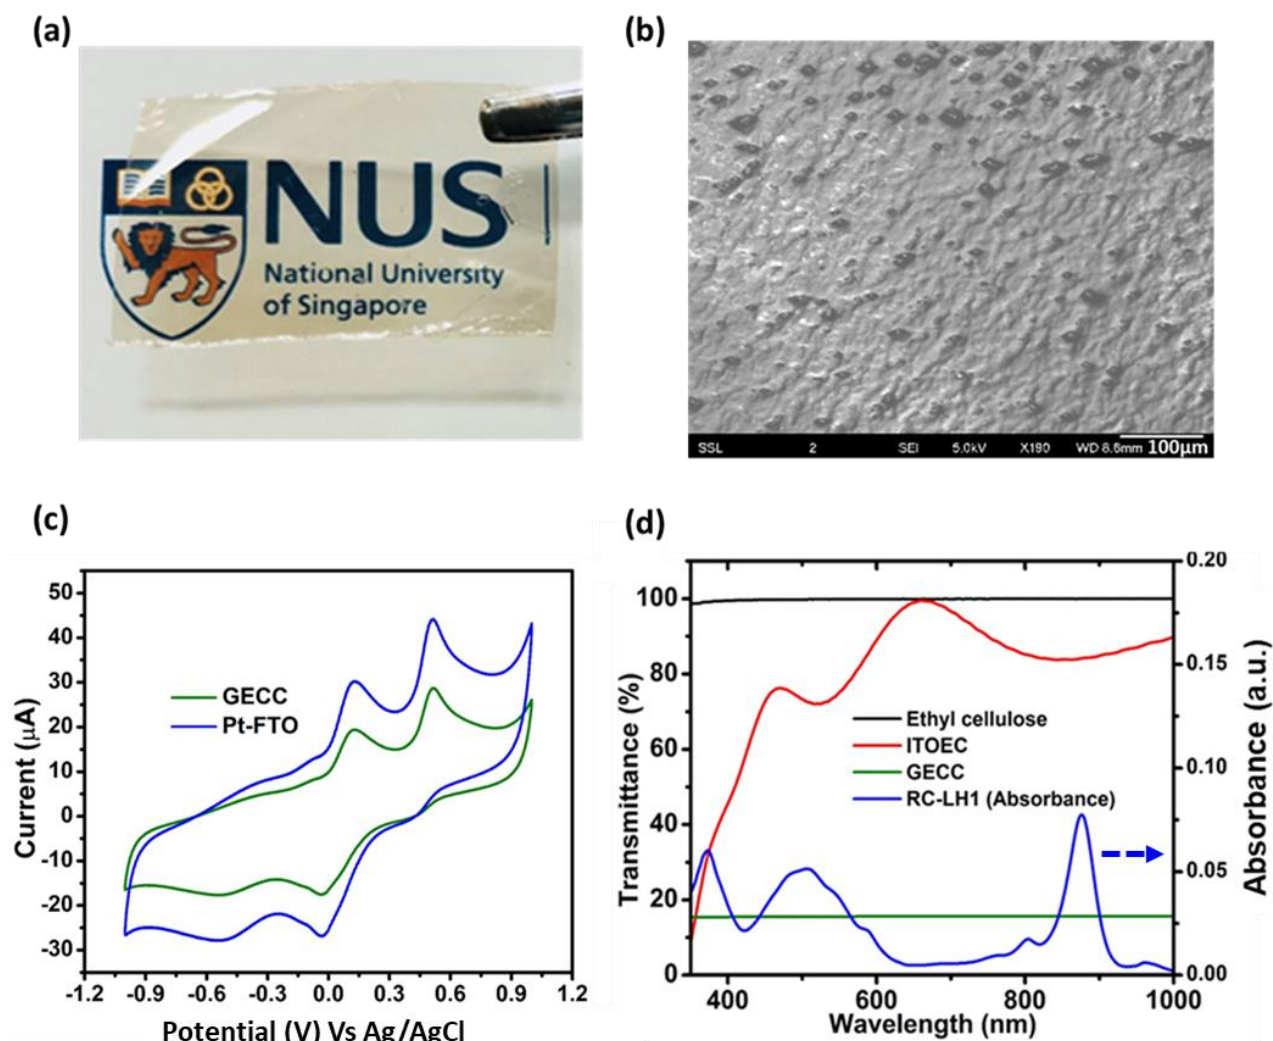 (a)
NUS
National University
of Singapore
(b)
SSL 2 SEI 5.0kV X190 WD 8.6mm 100μm
(c)
50
40
30
20
10
0
-10
-20
-30
-1.2 -0.9 -0.6 -0.3 0.0 0.3 0.6 0.9 1.2
Current (μA)
Potential (V) Vs Ag/AgCl
GECC
Pt-FTO
(d)
100
80
60
40
20
0
400 600 800 1000
0.20
0.15
0.10
0.05
0.00
Transmittance (%)
Wavelength (nm)
Absorbance (a.u.)
Ethyl cellulose
ITOEC
GECC
RC-LH1 (Absorbance)